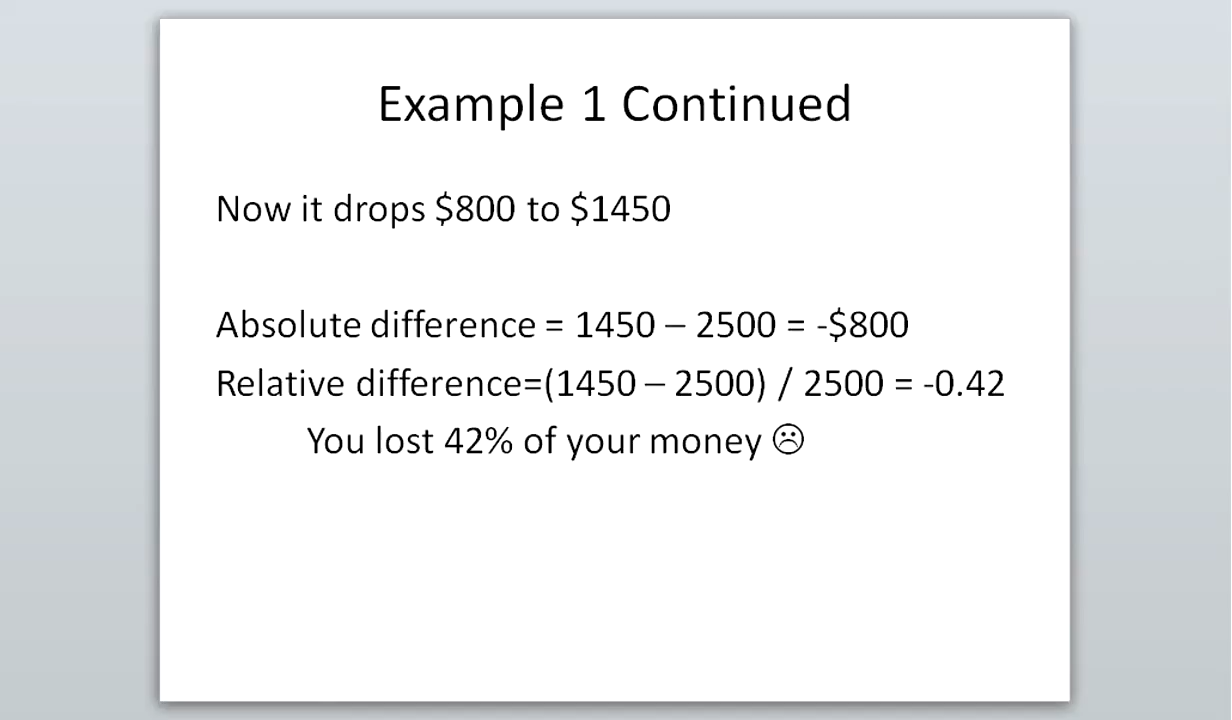 Example 1 Continued
Now it drops $800 to $1450
Absolute difference = 1450 – 2500 = -$800
Relative difference=(1450 – 2500) / 2500 = -0.42
You lost 42% of your money ☹